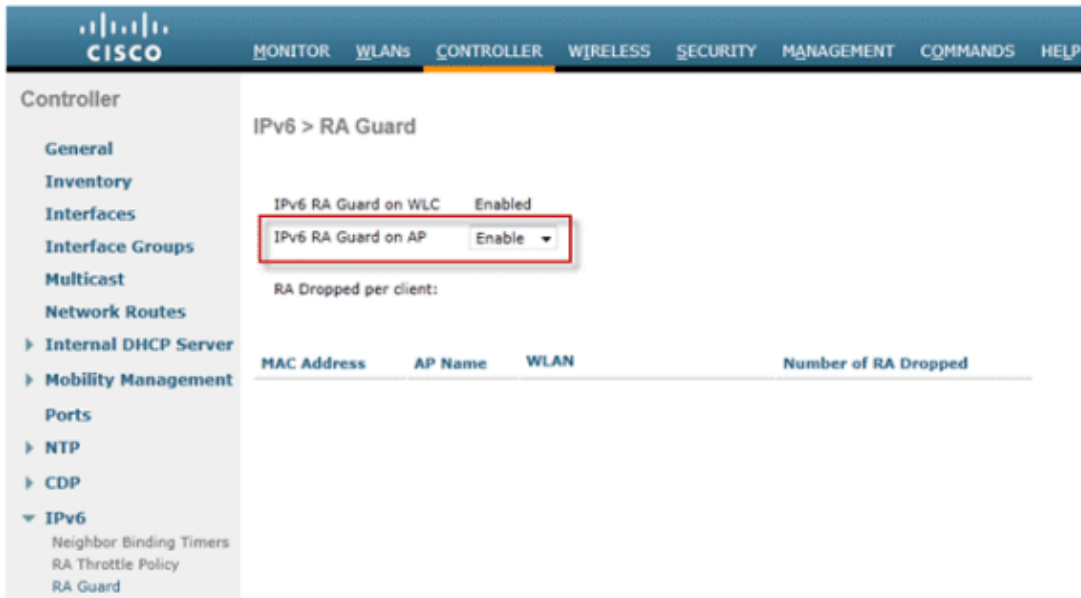 CISCO
MONITOR WLANs CONTROLLER WIRELESS SECURITY MANAGEMENT COMMANDS HELP
Controller
General
Inventory
Interfaces
Interface Groups
Multicast
Network Routes
Internal DHCP Server
Mobility Management
Ports
NTP
CDP
IPv6
Neighbor Binding Timers
RA Throttle Policy
RA Guard
IPv6 > RA Guard
IPv6 RA Guard on WLC Enabled
IPv6 RA Guard on AP Enable
RA Dropped per client:
MAC Address AP Name WLAN Number of RA Dropped